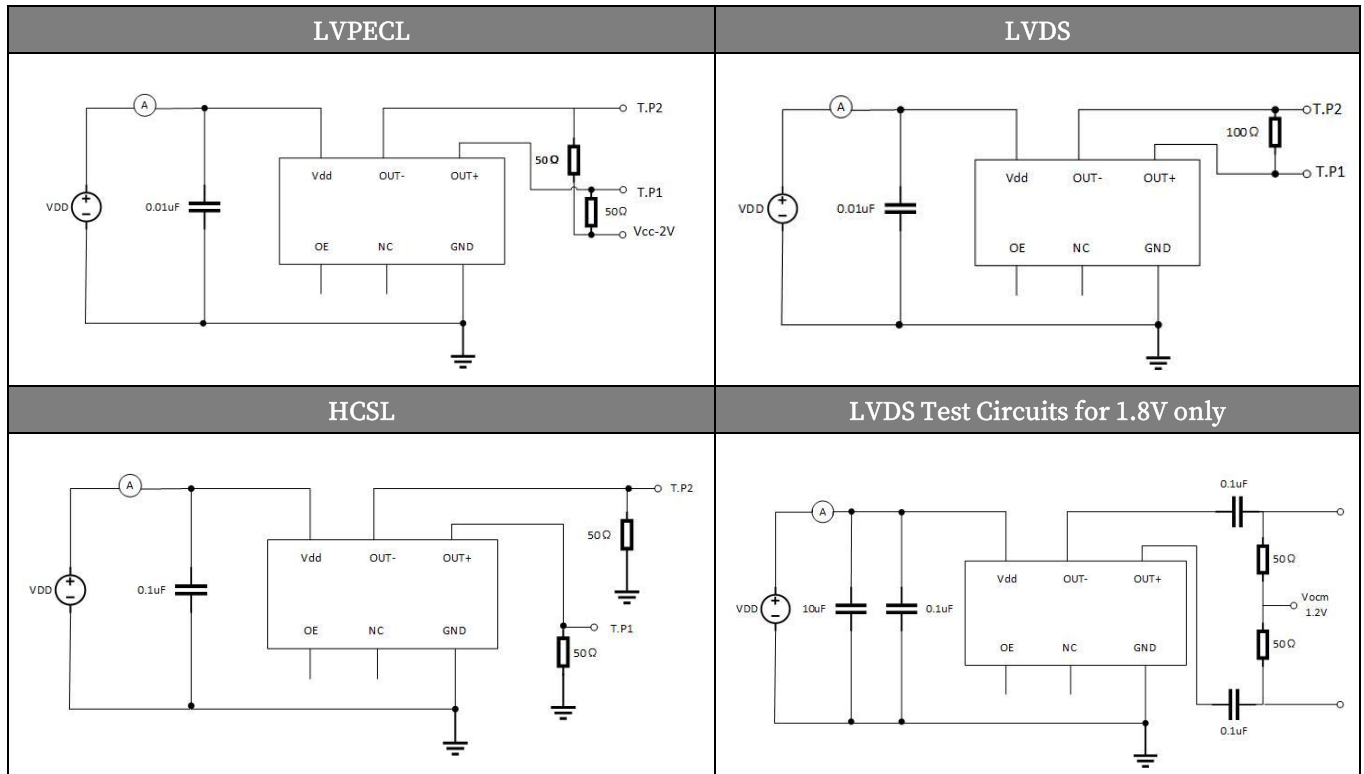 LVPECL
A
T.P2
50Ω
Vdd
OUT-
OUT+
T.P1
VDD
+
−
0.01uF
50Ω
Vcc-2V
OE
NC
GND
LVDS
A
T.P2
100Ω
T.P1
Vdd
OUT-
OUT+
VDD
+
−
0.01uF
OE
NC
GND
HCSL
A
T.P2
50Ω
Vdd
OUT-
OUT+
VDD
+
−
0.1uF
OE
NC
GND
T.P1
50Ω
LVDS Test Circuits for 1.8V only
0.1uF
A
50Ω
Vdd
OUT-
OUT+
VDD
+
−
10uF
0.1uF
Vocm
1.2V
OE
NC
GND
50Ω
0.1uF